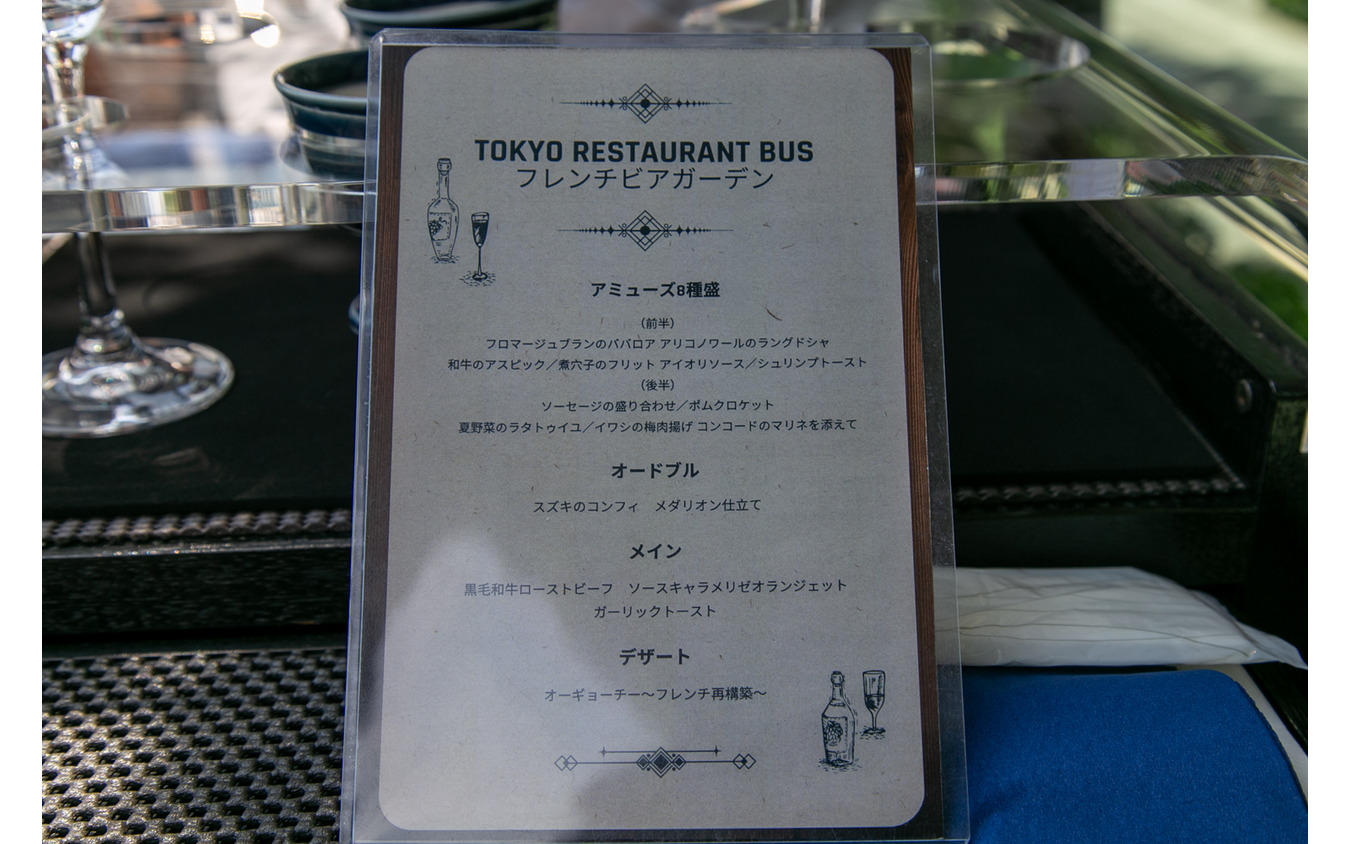 TOKYO RESTAURANT BUS
フレンチビアガーデン
アミューズ8種盛
（前半）
フロマージュブランのババロア アリコノワールのラングドシャ
和牛のアスピック／煮穴子のフリット アイオリソース／シュリンプトースト
（後半）
ソーセージの盛り合わせ／ポムクロケット
夏野菜のラタトゥイユ／イワシの梅肉揚げ コンコードのマリネを添えて
オードブル
スズキのコンフィ　メダリオン仕立て
メイン
黒毛和牛ローストビーフ　ソースキャラメリゼオランジェット
ガーリックトースト
デザート
オーギョーチー～フレンチ再構築～